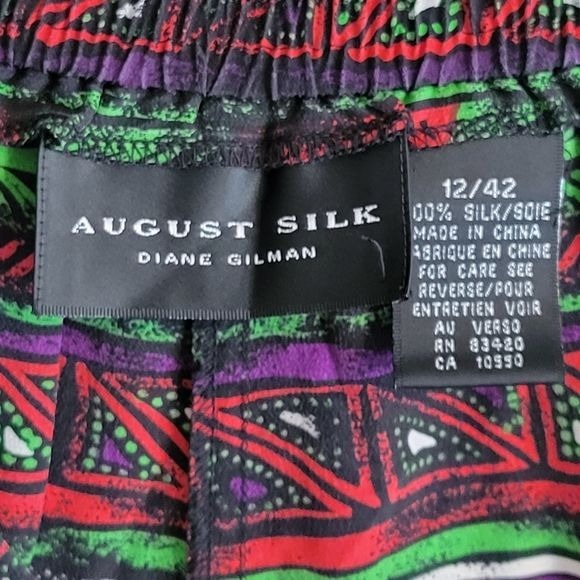 AUGUST SILK
DIANE GILMAN
12/42
00% SILK/SOIE
MADE IN CHINA
ABRIQUE EN CHINE
FOR CARE SEE
REVERSE/POUR
ENTRETIEN VOIR
AU VERSO
RN 83420
CA 10550